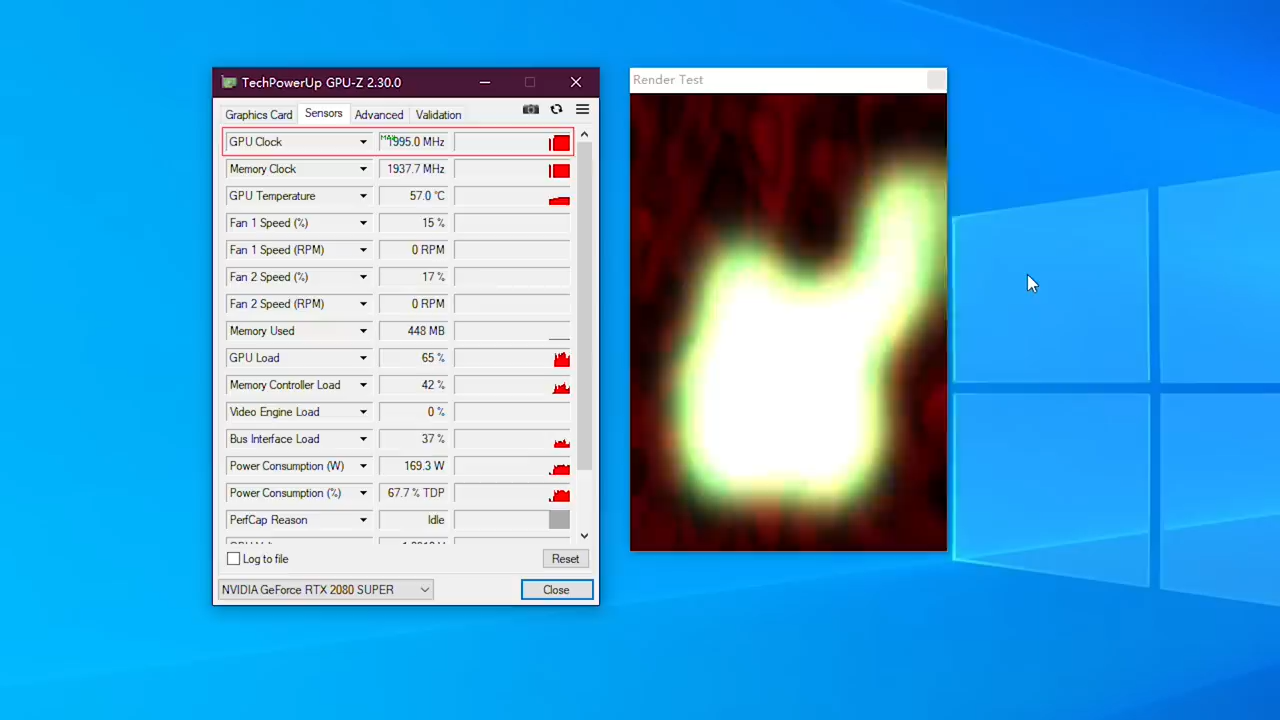 TechPowerUp GPU-Z 2.30.0
Graphics Card Sensors Advanced Validation
GPU Clock MAX 1995.0 MHz
Memory Clock 1937.7 MHz
GPU Temperature 57.0 °C
Fan 1 Speed (%) 15 %
Fan 1 Speed (RPM) 0 RPM
Fan 2 Speed (%) 17 %
Fan 2 Speed (RPM) 0 RPM
Memory Used 448 MB
GPU Load 65 %
Memory Controller Load 42 %
Video Engine Load 0 %
Bus Interface Load 37 %
Power Consumption (W) 169.3 W
Power Consumption (%) 67.7 % TDP
PerfCap Reason Idle
Log to file Reset
NVIDIA GeForce RTX 2080 SUPER Close
Render Test